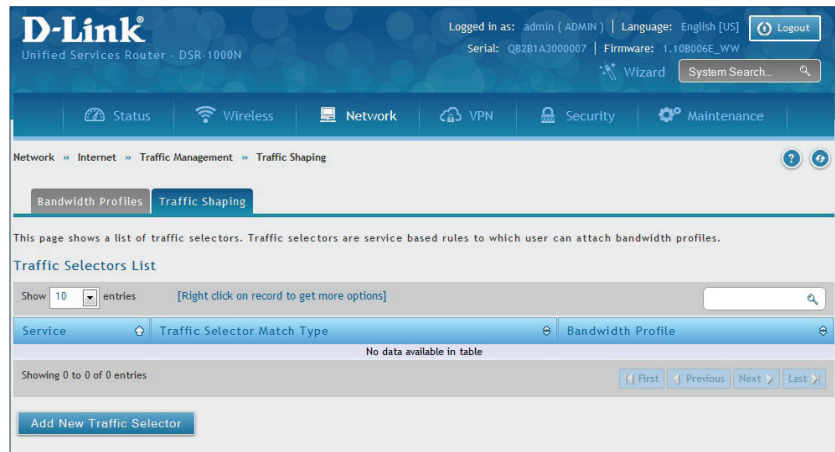 D-Link®
Unified Services Router - DSR-1000N
Logged in as: admin ( ADMIN ) | Language: English [US]
Logout
Serial: QB2B1A3000007 | Firmware: 1.10B006E_WW
Wizard
System Search...
Status
Wireless
Network
VPN
Security
Maintenance
Network » Internet » Traffic Management » Traffic Shaping
Bandwidth Profiles
Traffic Shaping
This page shows a list of traffic selectors. Traffic selectors are service based rules to which user can attach bandwidth profiles.
Traffic Selectors List
Show 10 entries [Right click on record to get more options]
Service
Traffic Selector Match Type
Bandwidth Profile
No data available in table
Showing 0 to 0 of 0 entries
First
Previous
Next
Last
Add New Traffic Selector